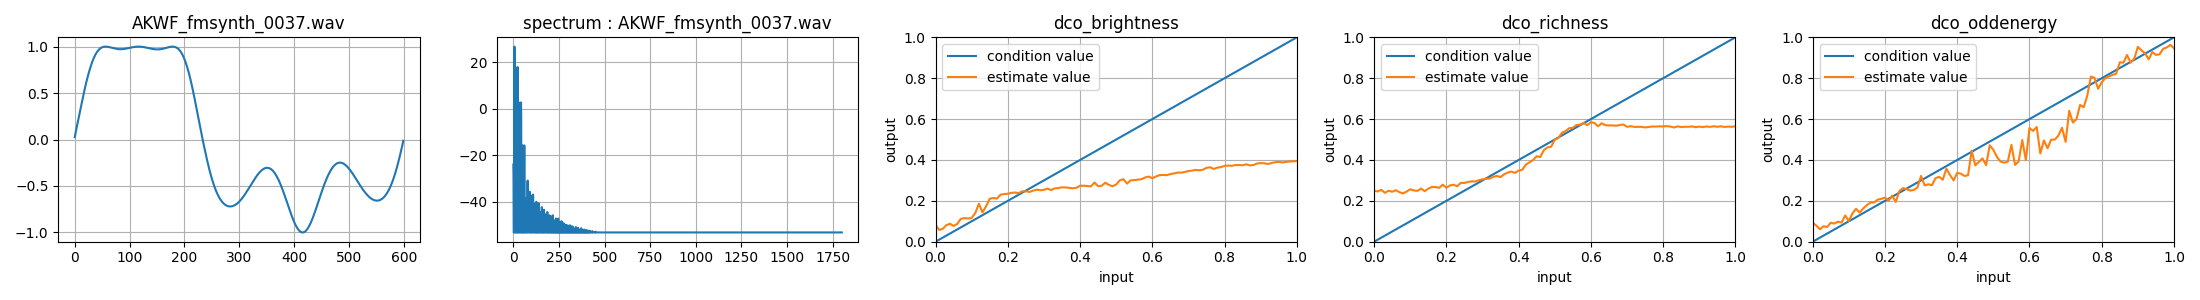 AKWF_fmsynth_0037.wav
1.0
0.5
0.0
−0.5
−1.0
0 100 200 300 400 500 600
spectrum : AKWF_fmsynth_0037.wav
20
0
−20
−40
0 250 500 750 1000 1250 1500 1750
dco_brightness
condition value
estimate value
output
1.0
0.8
0.6
0.4
0.2
0.0
0.0 0.2 0.4 0.6 0.8 1.0
input
dco_richness
condition value
estimate value
output
1.0
0.8
0.6
0.4
0.2
0.0
0.0 0.2 0.4 0.6 0.8 1.0
input
dco_oddenergy
condition value
estimate value
output
1.0
0.8
0.6
0.4
0.2
0.0
0.0 0.2 0.4 0.6 0.8 1.0
input